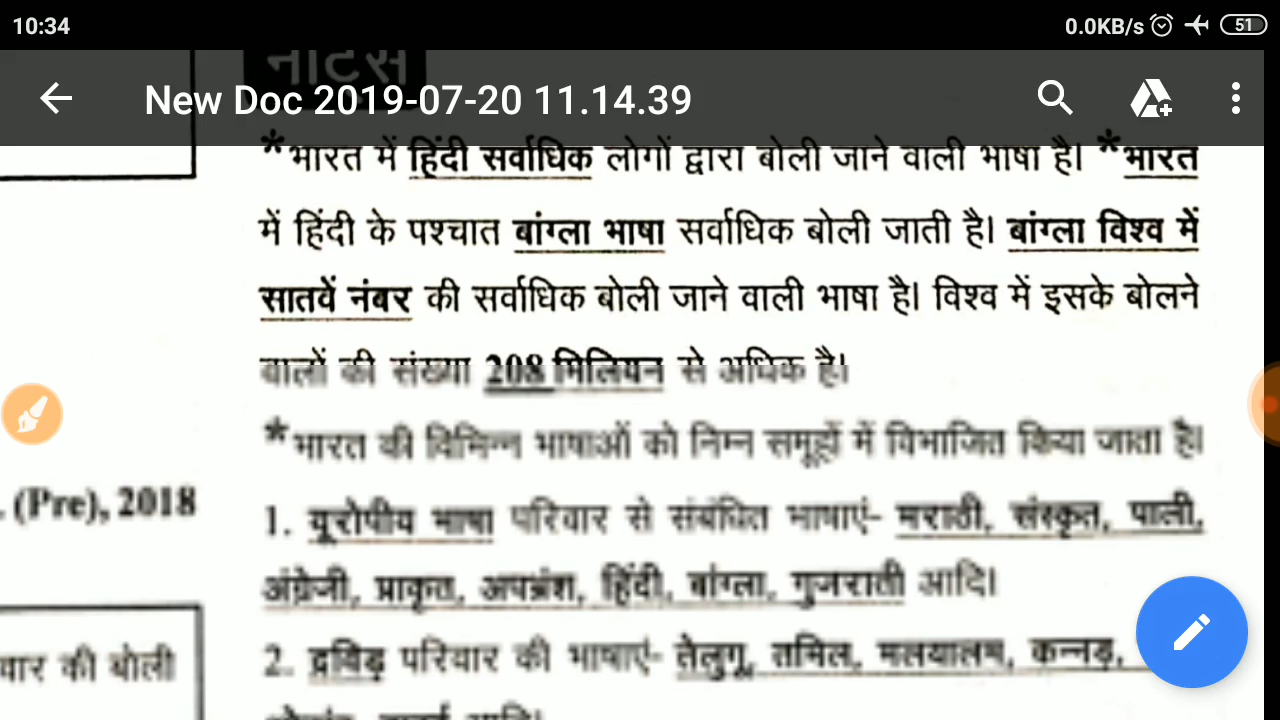 10:34
0.0KB/s 51
नोट्स
New Doc 2019-07-20 11.14.39
*भारत में हिंदी सर्वाधिक लोगों द्वारा बोली जाने वाली भाषा है। *भारत
में हिंदी के पश्चात बांग्ला भाषा सर्वाधिक बोली जाती है। बांग्ला विश्व में
सातवें नंबर की सर्वाधिक बोली जाने वाली भाषा है। विश्व में इसके बोलने
वालों की संख्या 208 मिलियन से अधिक है।
*भारत की विभिन्न भाषाओं को निम्न समूहों में विभाजित किया जाता है।
. (Pre), 2018
1. यूरोपीय भाषा परिवार से संबंधित भाषाएं- मराठी, संस्कृत, पाली,
अंग्रेजी, प्राकृत, अपभ्रंश, हिंदी, बांग्ला, गुजराती आदि।
वार की बोली
2. द्रविड़ परिवार की भाषाएं- तेलुगू, तमिल, मलयालम, कन्नड़,
आदि।